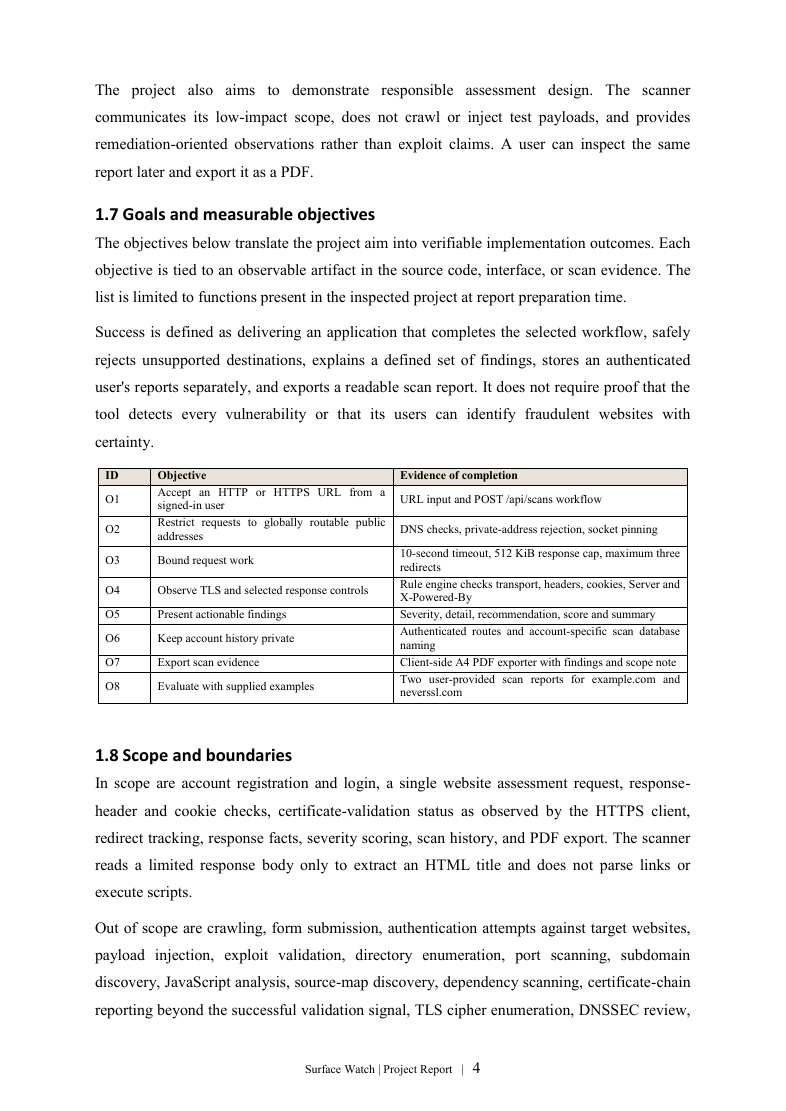 The project also aims to demonstrate responsible assessment design. The scanner
communicates its low-impact scope, does not crawl or inject test payloads, and provides
remediation-oriented observations rather than exploit claims. A user can inspect the same
report later and export it as a PDF.
1.7 Goals and measurable objectives
The objectives below translate the project aim into verifiable implementation outcomes. Each
objective is tied to an observable artifact in the source code, interface, or scan evidence. The
list is limited to functions present in the inspected project at report preparation time.
Success is defined as delivering an application that completes the selected workflow, safely
rejects unsupported destinations, explains a defined set of findings, stores an authenticated
user's reports separately, and exports a readable scan report. It does not require proof that the
tool detects every vulnerability or that its users can identify fraudulent websites with
certainty.
ID Objective Evidence of completion
O1 Accept an HTTP or HTTPS URL from a
signed-in user URL input and POST /api/scans workflow
O2 Restrict requests to globally routable public
addresses DNS checks, private-address rejection, socket pinning
O3 Bound request work 10-second timeout, 512 KiB response cap, maximum three
redirects
O4 Observe TLS and selected response controls Rule engine checks transport, headers, cookies, Server and
X-Powered-By
O5 Present actionable findings Severity, detail, recommendation, score and summary
O6 Keep account history private Authenticated routes and account-specific scan database
naming
O7 Export scan evidence Client-side A4 PDF exporter with findings and scope note
O8 Evaluate with supplied examples Two user-provided scan reports for example.com and
neverssl.com
1.8 Scope and boundaries
In scope are account registration and login, a single website assessment request, response-
header and cookie checks, certificate-validation status as observed by the HTTPS client,
redirect tracking, response facts, severity scoring, scan history, and PDF export. The scanner
reads a limited response body only to extract an HTML title and does not parse links or
execute scripts.
Out of scope are crawling, form submission, authentication attempts against target websites,
payload injection, exploit validation, directory enumeration, port scanning, subdomain
discovery, JavaScript analysis, source-map discovery, dependency scanning, certificate-chain
reporting beyond the successful validation signal, TLS cipher enumeration, DNSSEC review,
Surface Watch | Project Report | 4